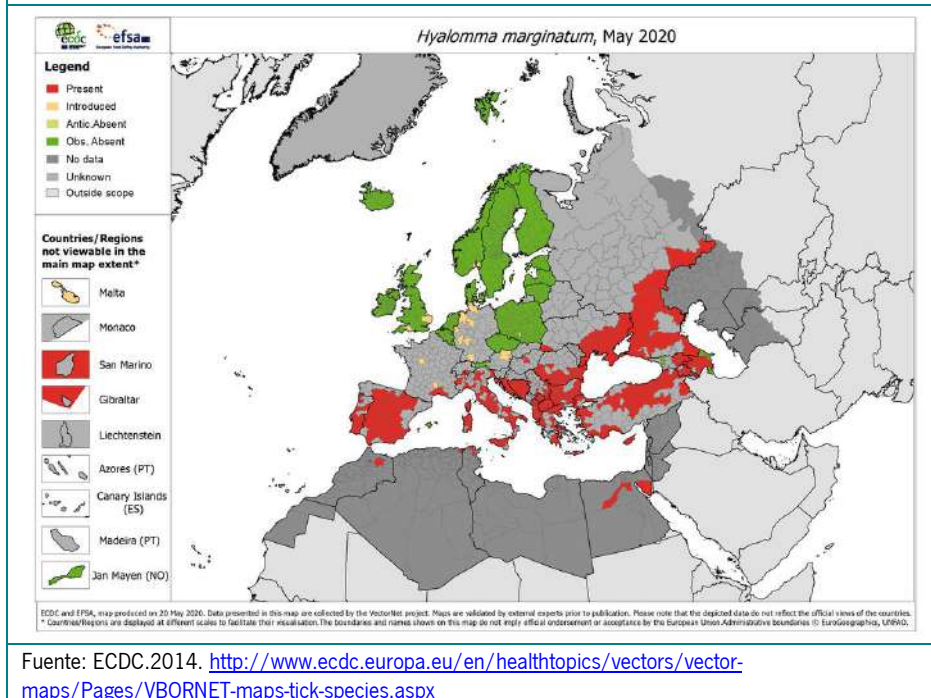 ecdc
efsa
European Food Safety Authority
Hyalomma marginatum, May 2020
Legend
Present
Introduced
Antic.Absent
Obs. Absent
No data
Unknown
Outside scope
Countries/Regions
not viewable in the
main map extent*
Malta
Monaco
San Marino
Gibraltar
Liechtenstein
Azores (PT)
Canary Islands
(ES)
Madeira (PT)
Jan Mayen (NO)
ECDC and EFSA, map produced on 20 May 2020. Data presented in this map are collected by the VectorNet project. Maps are validated by external experts prior to publication. Please note that the depicted data do not reflect the official views of the countries.
* Countries/Regions are displayed at different scales to facilitate their visualisation.The boundaries and names shown on this map do not imply official endorsement or acceptance by the European Union.Administrative boundaries © EuroGeographics, UNFAO.
Fuente: ECDC.2014. http://www.ecdc.europa.eu/en/healthtopics/vectors/vector-
maps/Pages/VBORNET-maps-tick-species.aspx